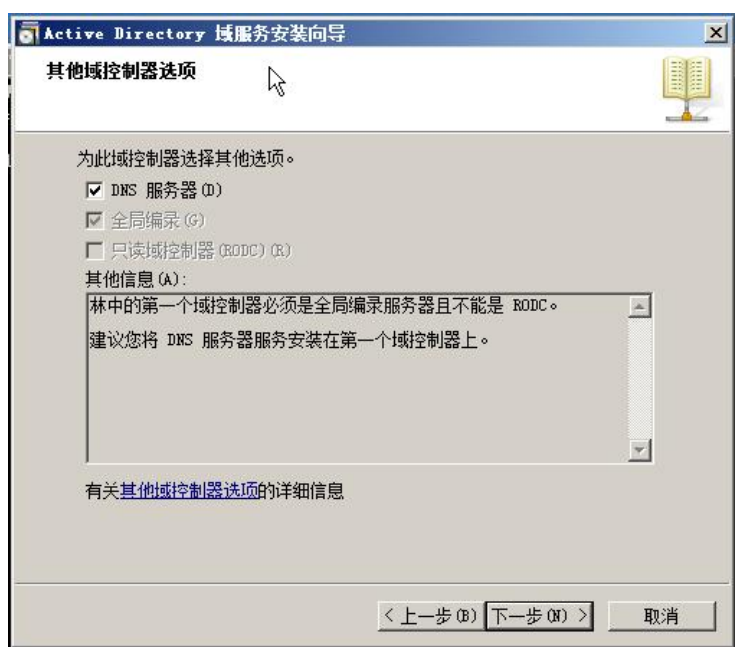 Active Directory 域服务安装向导
其他域控制器选项
为此域控制器选择其他选项。
DNS 服务器(D)
全局编录(G)
只读域控制器(RODC)(R)
其他信息(A):
林中的第一个域控制器必须是全局编录服务器且不能是 RODC。
建议您将 DNS 服务器服务安装在第一个域控制器上。
有关其他域控制器选项的详细信息
< 上一步(B) 下一步(N) > 取消